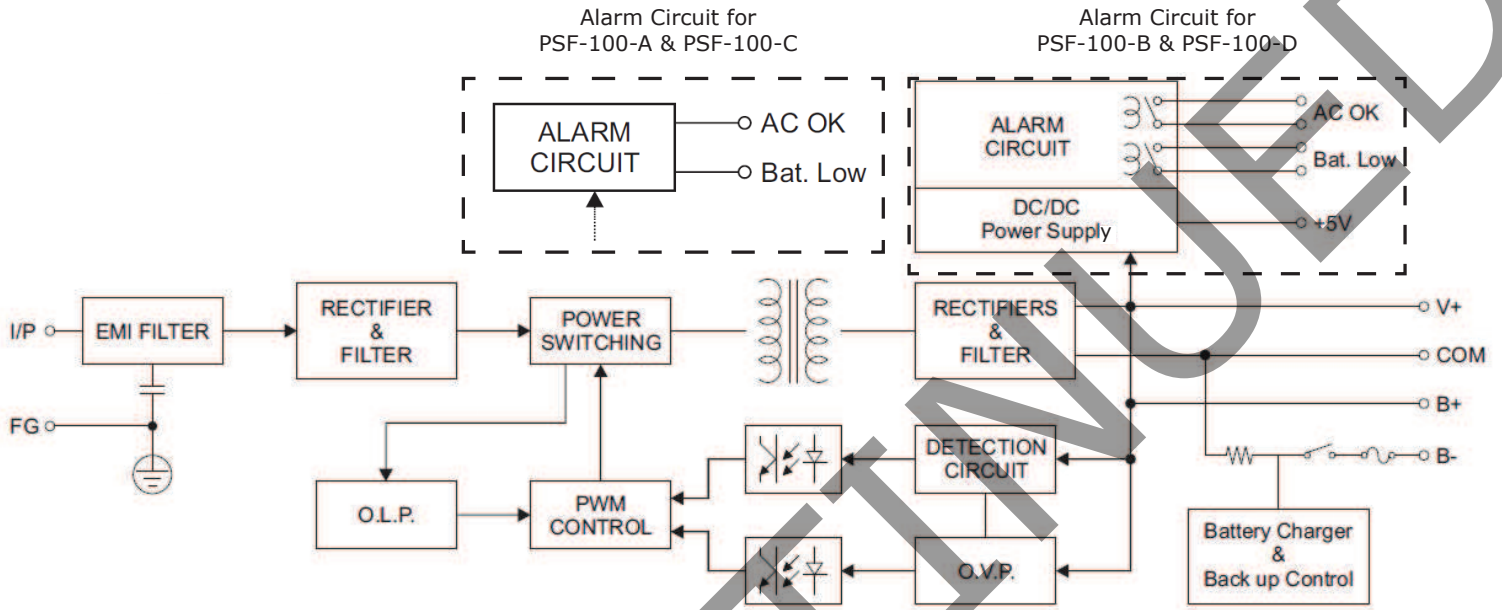 Alarm Circuit for
PSF-100-A & PSF-100-C
Alarm Circuit for
PSF-100-B & PSF-100-D
ALARM
CIRCUIT
AC OK
Bat. Low
ALARM
CIRCUIT
AC OK
Bat. Low
DC/DC
Power Supply
+5V
I/P
EMI FILTER
RECTIFIER
&
FILTER
POWER
SWITCHING
RECTIFIERS
&
FILTER
V+
COM
FG
B+
B-
O.L.P.
PWM
CONTROL
DETECTION
CIRCUIT
O.V.P.
Battery Charger
&
Back up Control
TINUED